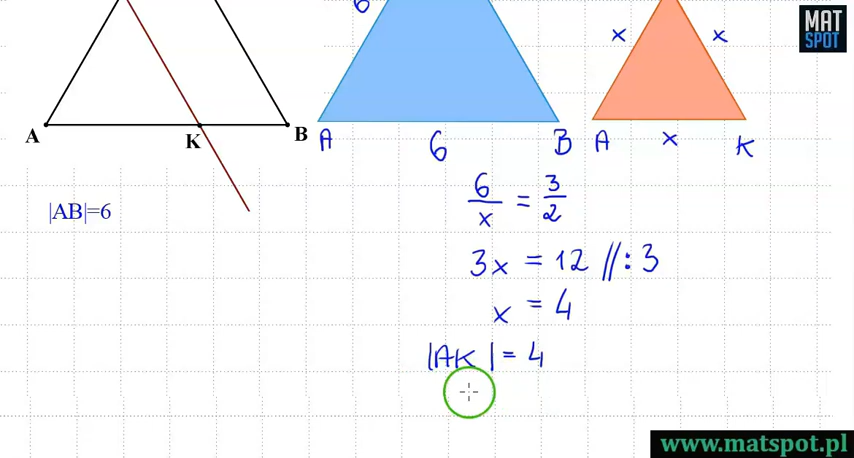 6
x
x
MAT
SPOT
A
K
B
A
6
B
A
x
K
6/x = 3/2
|AB|=6
3x = 12 //:3
x = 4
|AK| = 4
www.matspot.pl